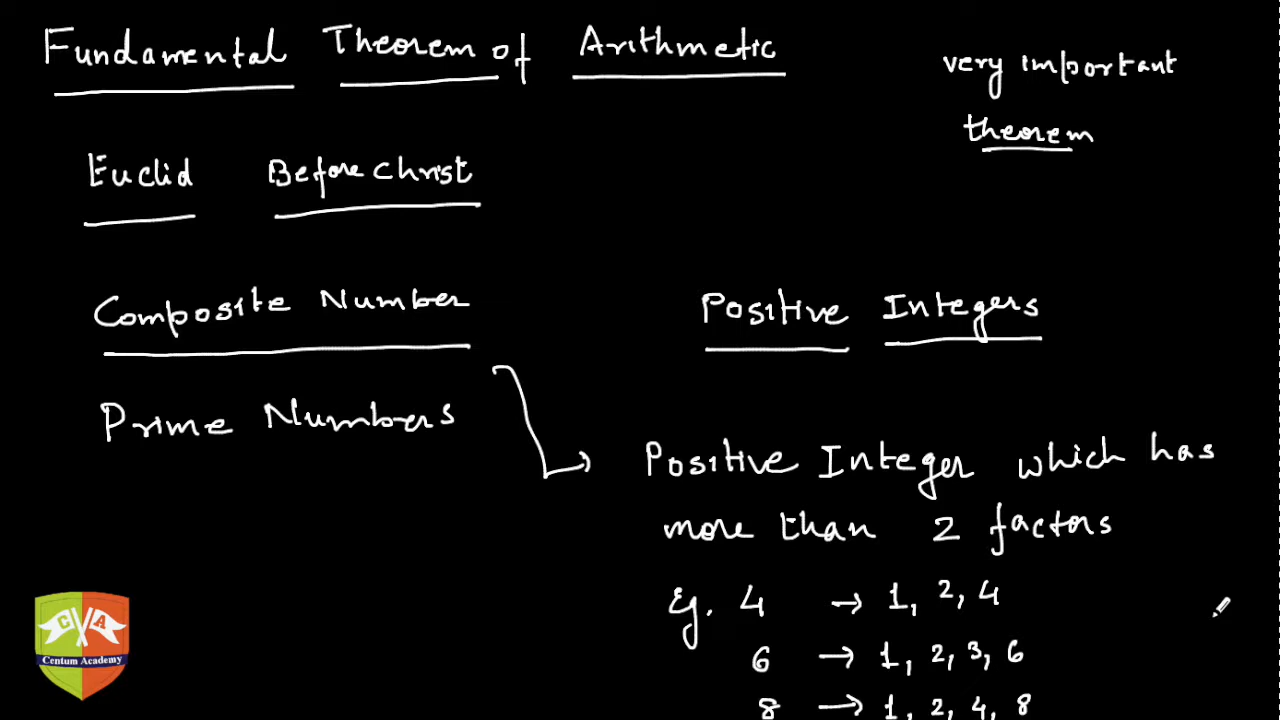 Fundamental Theorem of Arithmetic
very important
theorem
Euclid Before Christ
Composite Number
Positive Integers
Prime Numbers
Positive Integer which has
more than 2 factors
Eg. 4 → 1, 2, 4
6 → 1, 2, 3, 6
8 → 1, 2, 4, 8
C A
Centum Academy